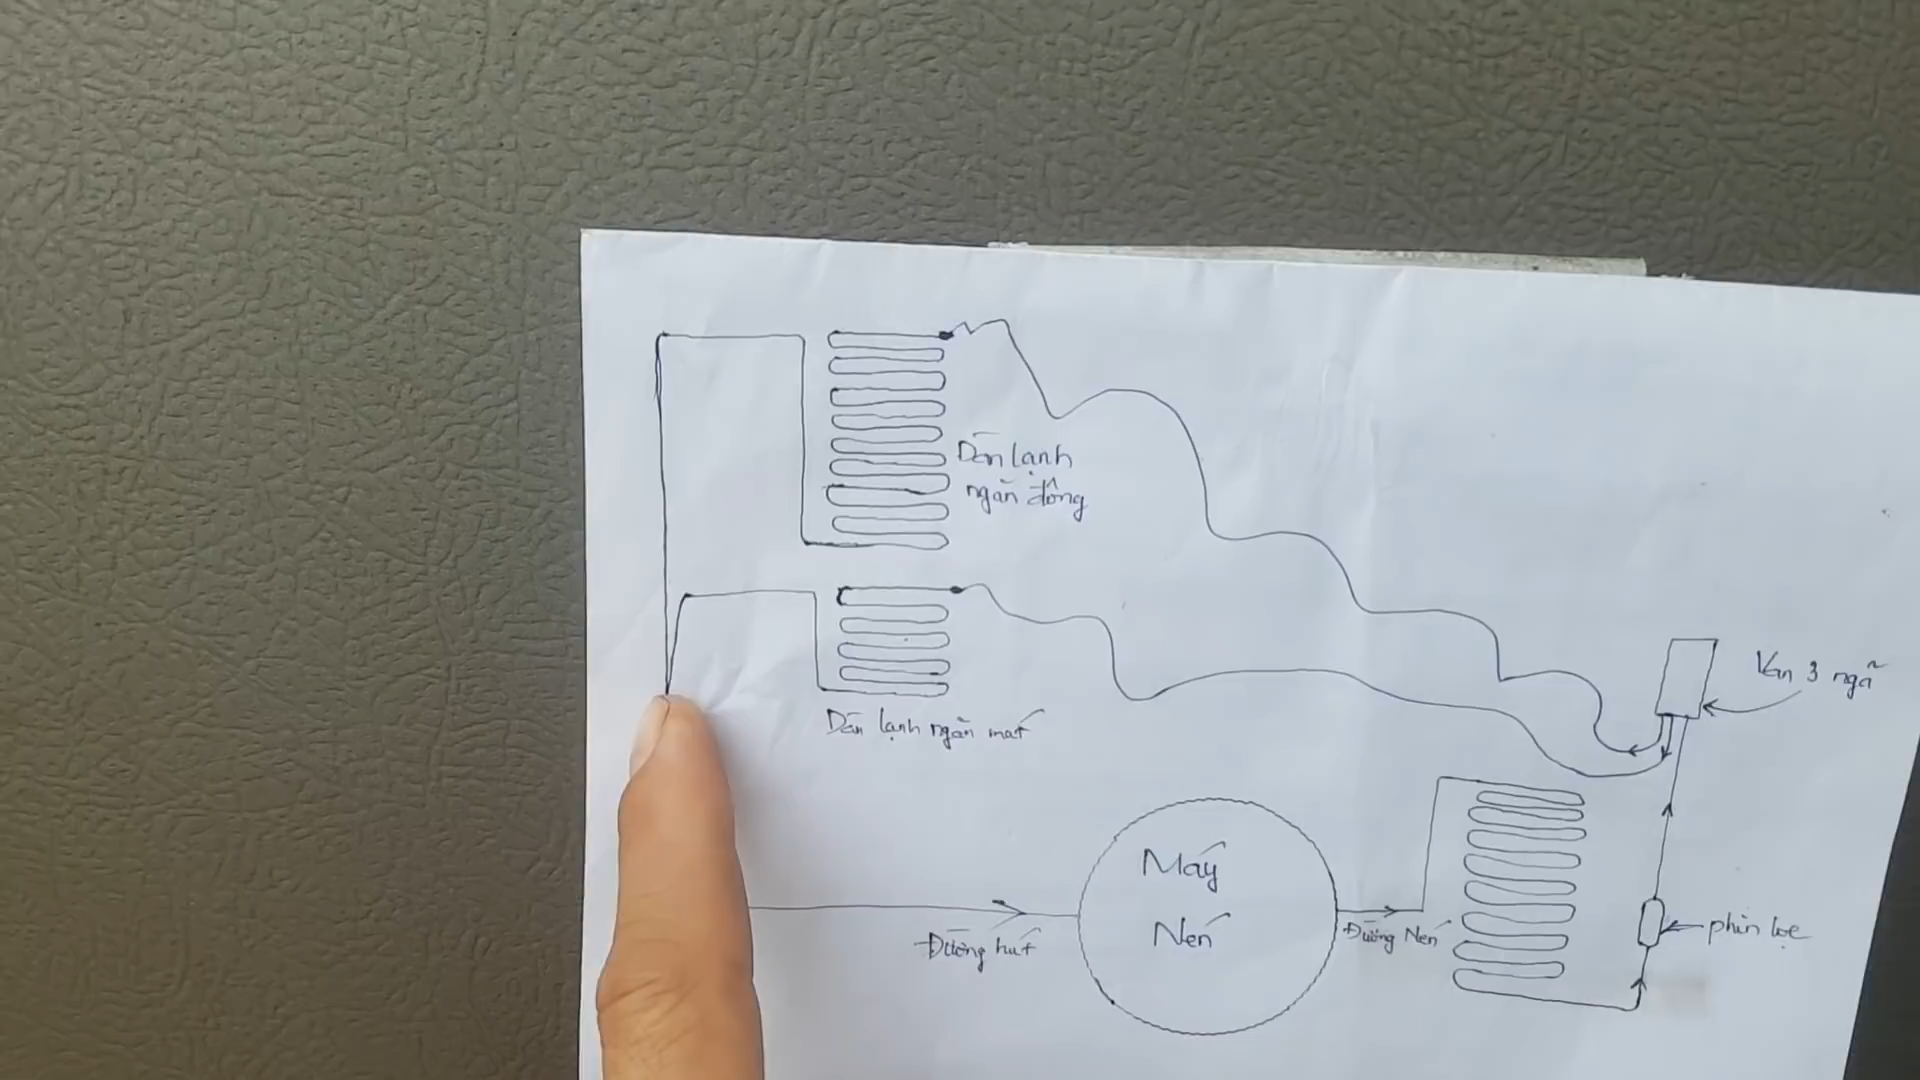 Dàn lạnh
ngăn đông
Van 3 ngã
Dàn lạnh ngăn mát
Máy
Nén
Đường hút
Đường Nén
phin lọc